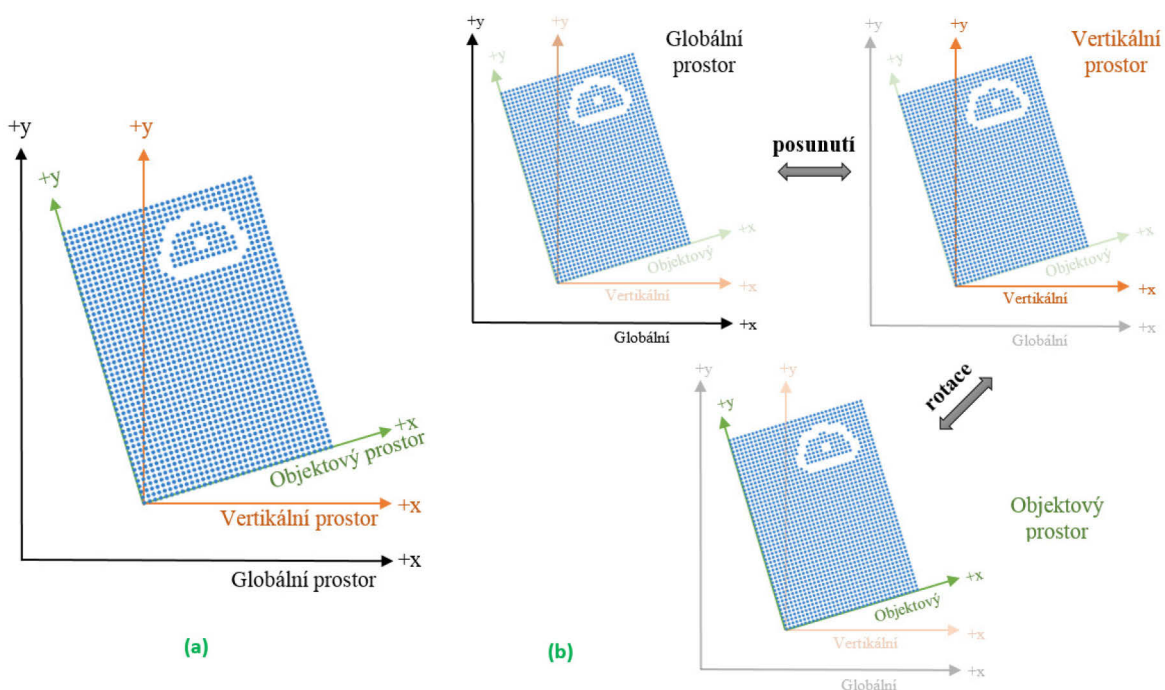 +y
+y
+y
+x
Objektový prostor
+x
Vertikální prostor
+x
Globální prostor
(a)
+y
+y
+y
Globální
prostor
+x
Objektový
+x
Vertikální
+x
Globální
posunutí
+y
+y
+y
Vertikální
prostor
+x
Objektový
+x
Vertikální
+x
Globální
rotace
+y
+y
+y
Objektový
prostor
+x
Objektový
+x
Vertikální
+x
Globální
(b)